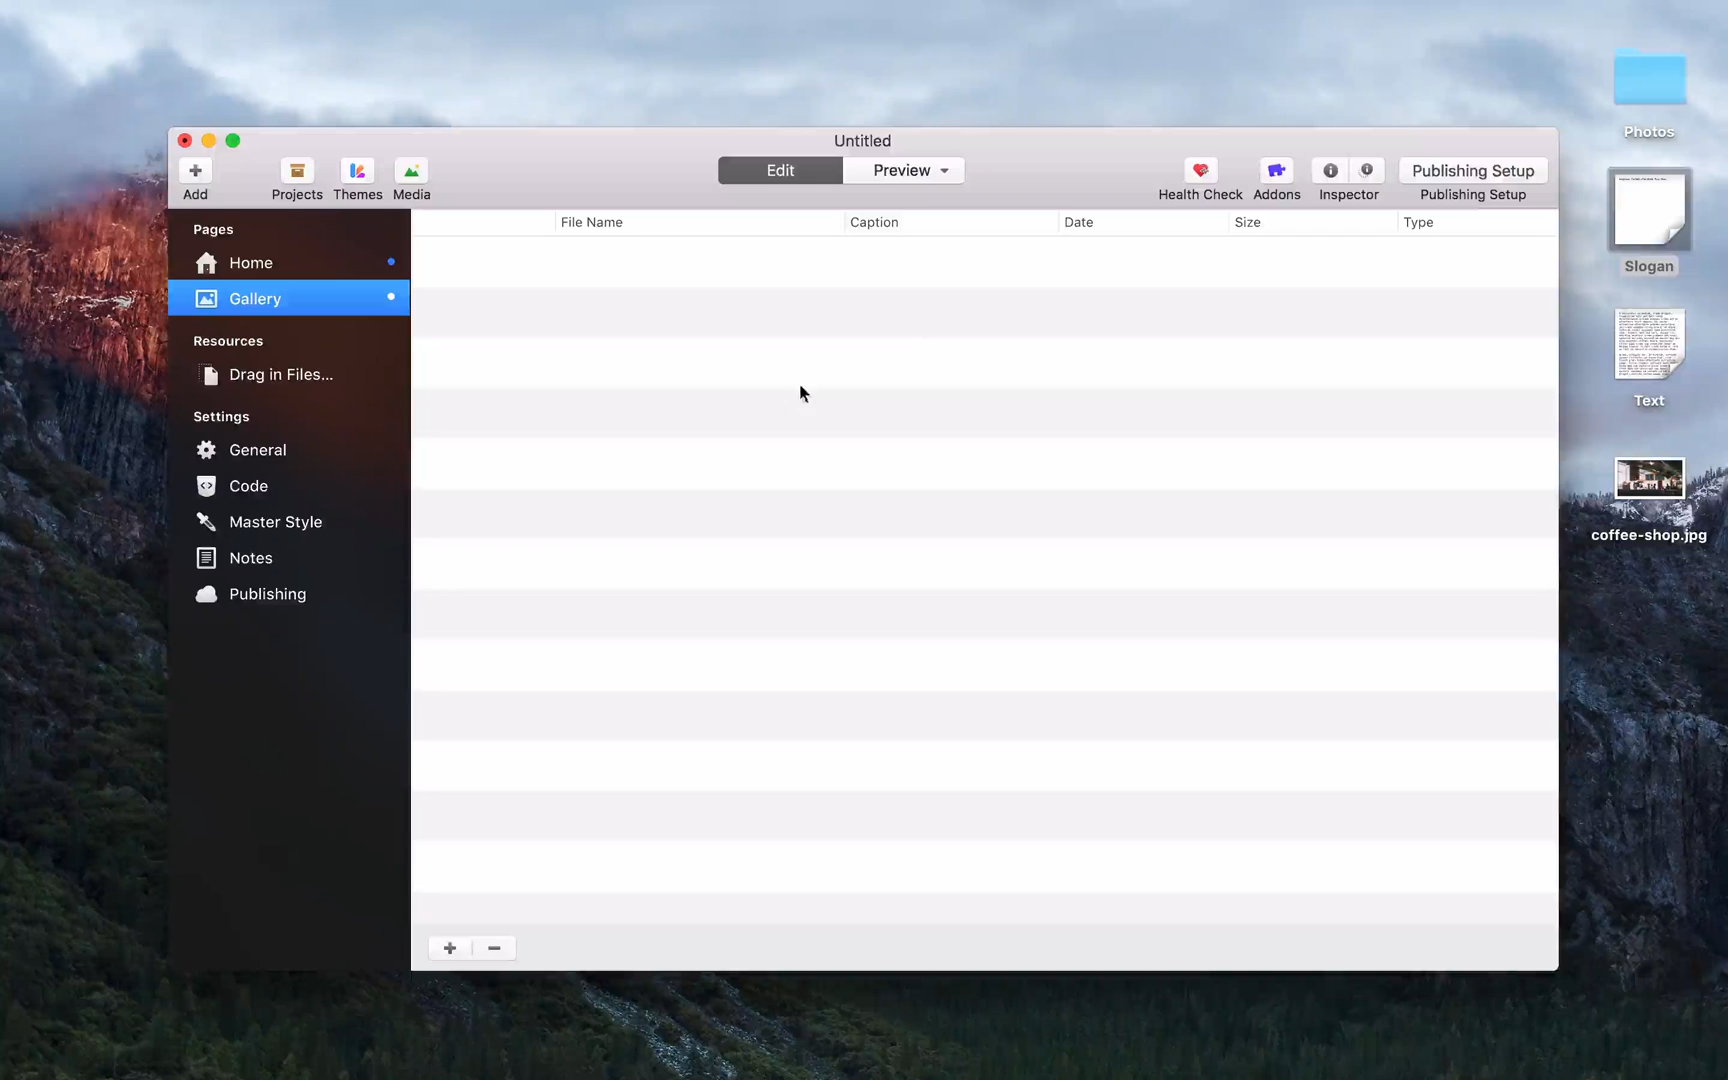 Untitled
Add
Projects
Themes
Media
Edit
Preview
Health Check
Addons
Inspector
Publishing Setup
Publishing Setup
Pages
Home
Gallery
Resources
Drag in Files...
Settings
General
Code
Master Style
Notes
Publishing
File Name
Caption
Date
Size
Type
Photos
Slogan
Text
coffee-shop.jpg